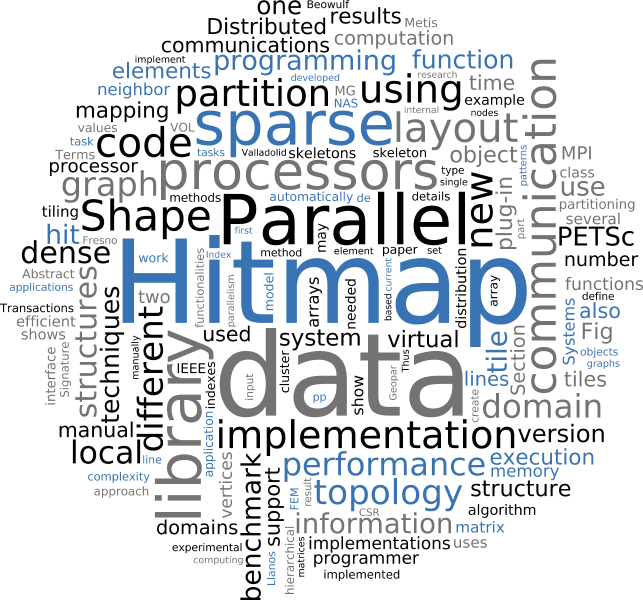 one
Beowulf
results
Metis
Distributed
communications
computation
implement
programming
function
elements
developed
research
neighbor
partition
MG
using
time
NAS
example
mapping
internal
nodes
values
VOL
sparse
layout
communication
task
code
Terms
tasks
Valladolid
skeletons
skeleton
object
patterns
MPI
processor
processors
type
class
graph
single
use
methods
automatically
de
details
new
plug-in
partitioning
tiling
Shape
Parallel
part
several
hit
Fresno
first
may
PETSc
dense
work
functionalities
Index
method
element
paper
set
distribution
number
Abstract
structures
Hitmap
parallelism
model
arrays
needed
based
current
array
functions
applications
define
Transactions
techniques
two
also
efficient
different
used
system
virtual
tile
Section
Systems
Fig
shows
manually
library
interface
Signature
IEEE
indexes
data
cluster
show
Thus
Geopar
objects
graphs
input
pp
lines
tiles
create
domain
manual
application
implementation
version
local
line
performance
execution
memory
complexity
approach
vertices
benchmark
support
FEM
result
topology
structure
CSR
algorithm
domains
information
matrix
experimental
computing
Llanos
hierarchical
matrices
implementations
uses
programmer
implemented